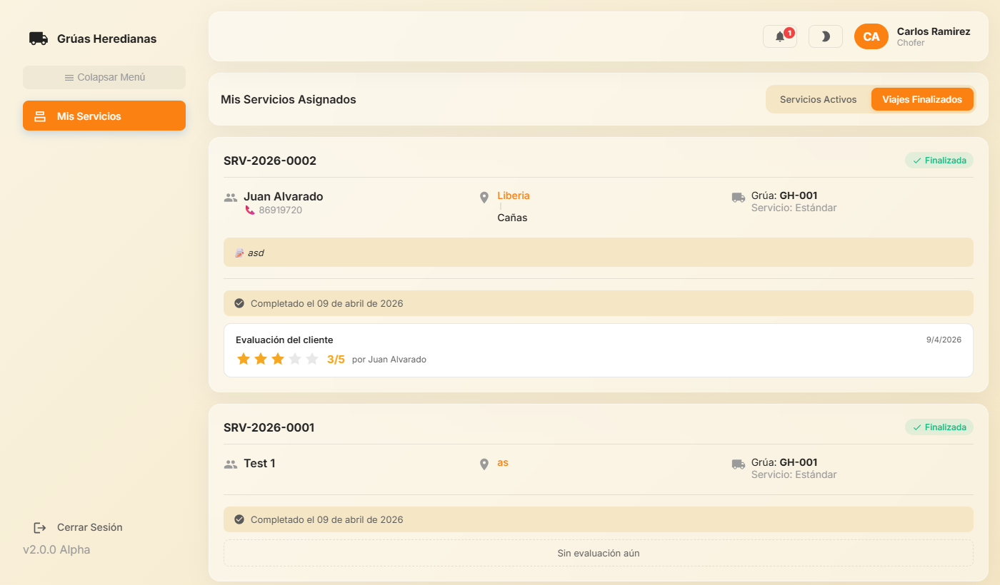 Grúas Heredianas
Colapsar Menú
Mis Servicios
Cerrar Sesión
v2.0.0 Alpha
1
CA
Carlos Ramirez
Chofer
Mis Servicios Asignados
Servicios Activos
Viajes Finalizados
SRV-2026-0002
Finalizada
Juan Alvarado
86919720
Liberia
Cañas
Grúa: GH-001
Servicio: Estándar
asd
Completado el 09 de abril de 2026
Evaluación del cliente
9/4/2026
3/5 por Juan Alvarado
SRV-2026-0001
Finalizada
Test 1
as
Grúa: GH-001
Servicio: Estándar
Completado el 09 de abril de 2026
Sin evaluación aún